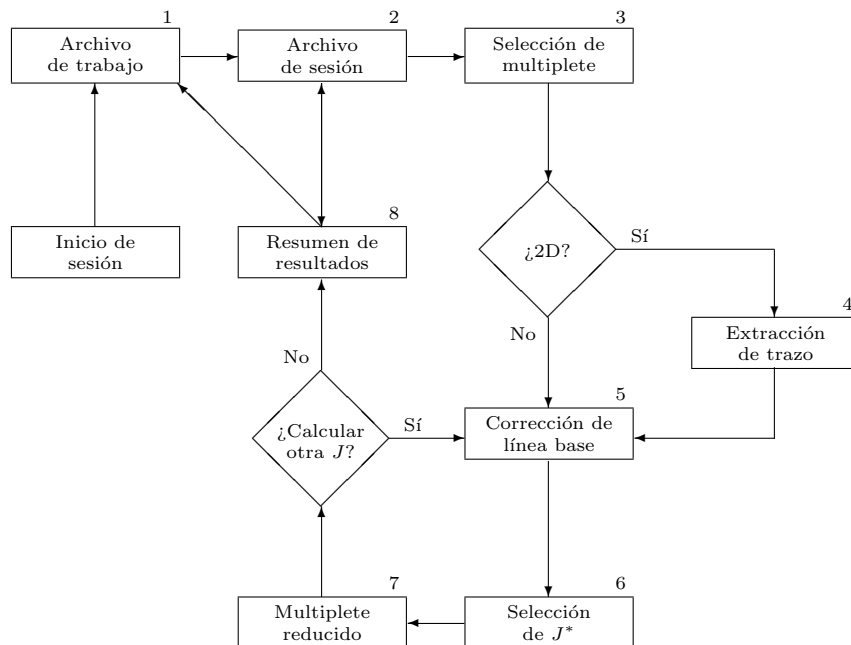 1
Archivo
de trabajo
2
Archivo
de sesión
3
Selección de
multiplete
Inicio de
sesión
8
Resumen de
resultados
¿2D?
Sí
No
4
Extracción
de trazo
No
¿Calcular
otra J?
Sí
5
Corrección de
línea base
7
Multiplete
reducido
6
Selección
de J*